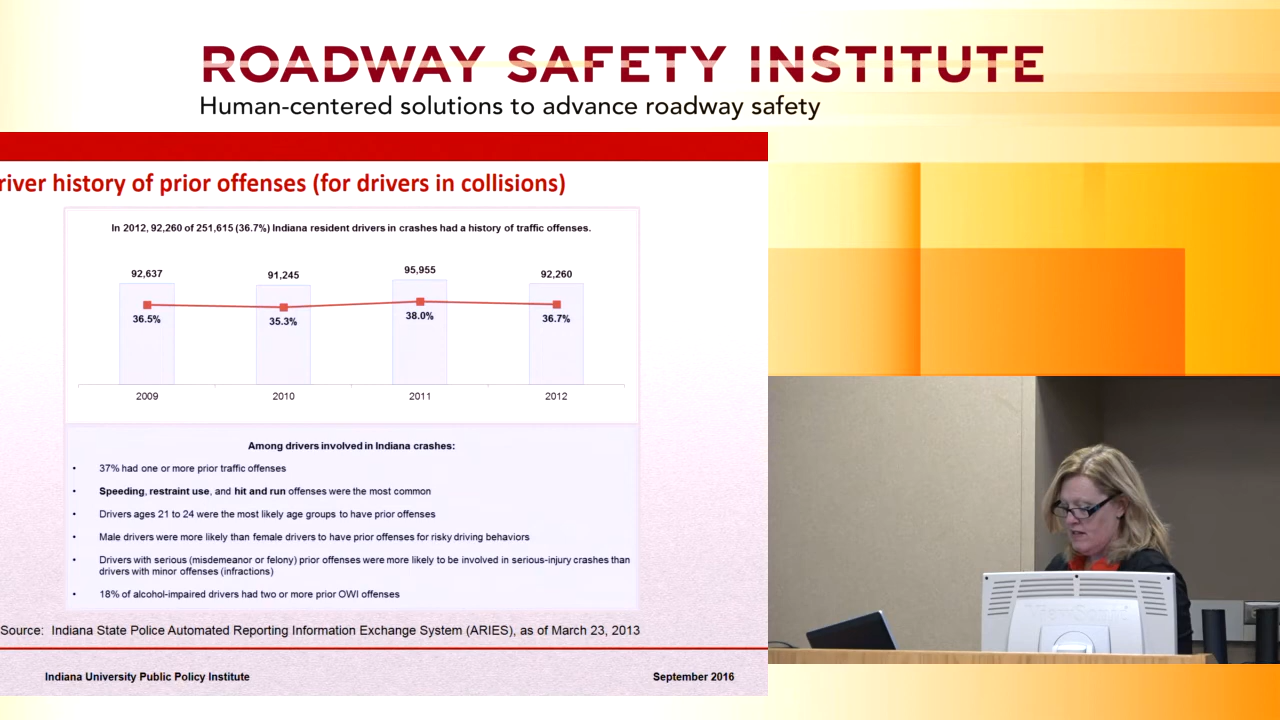 ROADWAY SAFETY INSTITUTE
Human-centered solutions to advance roadway safety
river history of prior offenses (for drivers in collisions)
In 2012, 92,260 of 251,615 (36.7%) Indiana resident drivers in crashes had a history of traffic offenses.
92,637
91,245
95,955
92,260
36.5%
35.3%
38.0%
36.7%
2009
2010
2011
2012
Among drivers involved in Indiana crashes:
• 37% had one or more prior traffic offenses
• Speeding, restraint use, and hit and run offenses were the most common
• Drivers ages 21 to 24 were the most likely age groups to have prior offenses
• Male drivers were more likely than female drivers to have prior offenses for risky driving behaviors
• Drivers with serious (misdemeanor or felony) prior offenses were more likely to be involved in serious-injury crashes than
drivers with minor offenses (infractions)
• 18% of alcohol-impaired drivers had two or more prior OWI offenses
Source: Indiana State Police Automated Reporting Information Exchange System (ARIES), as of March 23, 2013
Indiana University Public Policy Institute
September 2016